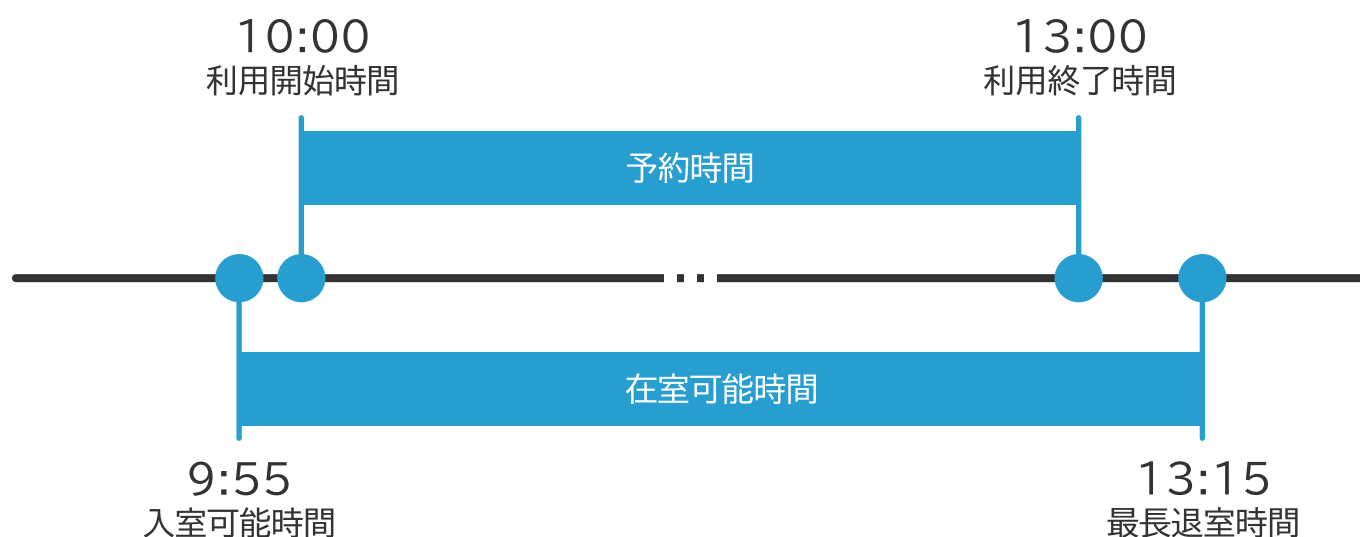 10:00
利用開始時間
13:00
利用終了時間
予約時間
在室可能時間
9:55
入室可能時間
13:15
最長退室時間